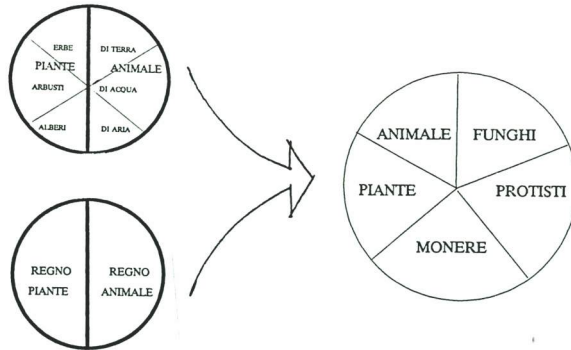 ERBE
DI TERRA
PIANTE
ANIMALE
ARBUSTI
DI ACQUA
ALBERI
DI ARIA
REGNO
PIANTE
REGNO
ANIMALE
ANIMALE
FUNGHI
PIANTE
PROTISTI
MONERE